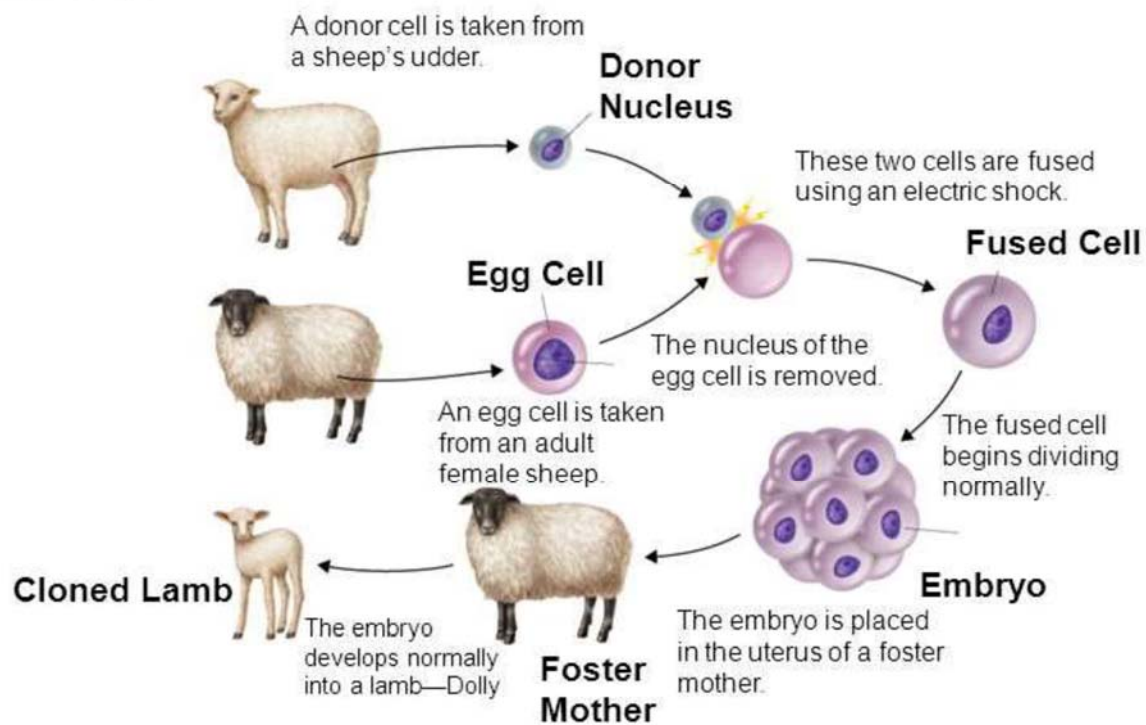 A donor cell is taken from
a sheep's udder.
Donor
Nucleus
These two cells are fused
using an electric shock.
Fused Cell
Egg Cell
The nucleus of the
egg cell is removed.
An egg cell is taken
from an adult
female sheep.
The fused cell
begins dividing
normally.
Embryo
The embryo is placed
in the uterus of a foster
mother.
Foster
Mother
The embryo
develops normally
into a lamb—Dolly
Cloned Lamb